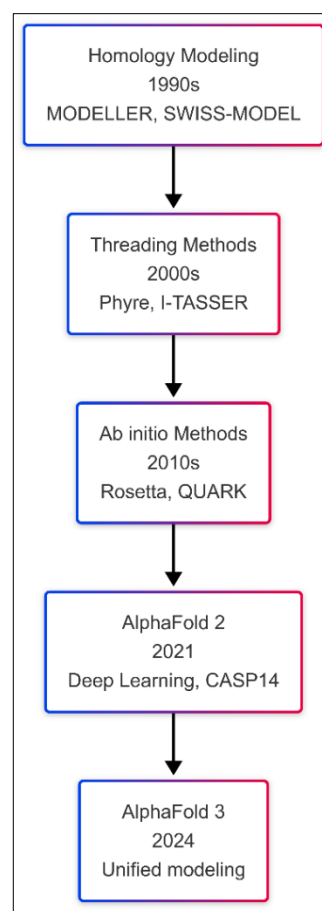 Homology Modeling
1990s
MODELLER, SWISS-MODEL
Threading Methods
2000s
Phyre, I-TASSER
Ab initio Methods
2010s
Rosetta, QUARK
AlphaFold 2
2021
Deep Learning, CASP14
AlphaFold 3
2024
Unified modeling